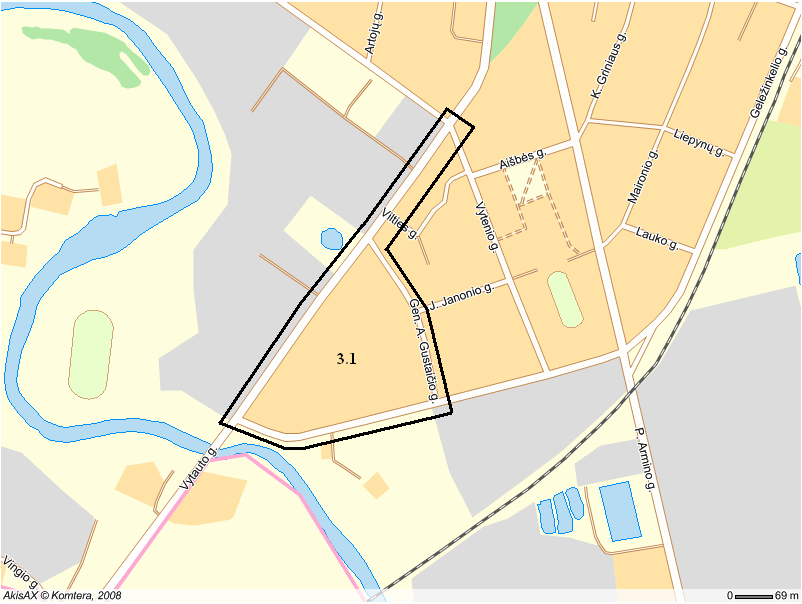 Artojų g.
K. Griniaus g.
Geležinkelio g.
Liepynų g.
Aišbės g.
Maironio g.
Vilties g.
Vytenio g.
Lauko g.
J. Janonio g.
Gen. A. Gustaičio g.
3.1
Vytauto g.
P. Armino g.
Vingio g.
AkisAX © Komtera, 2008
0 69 m